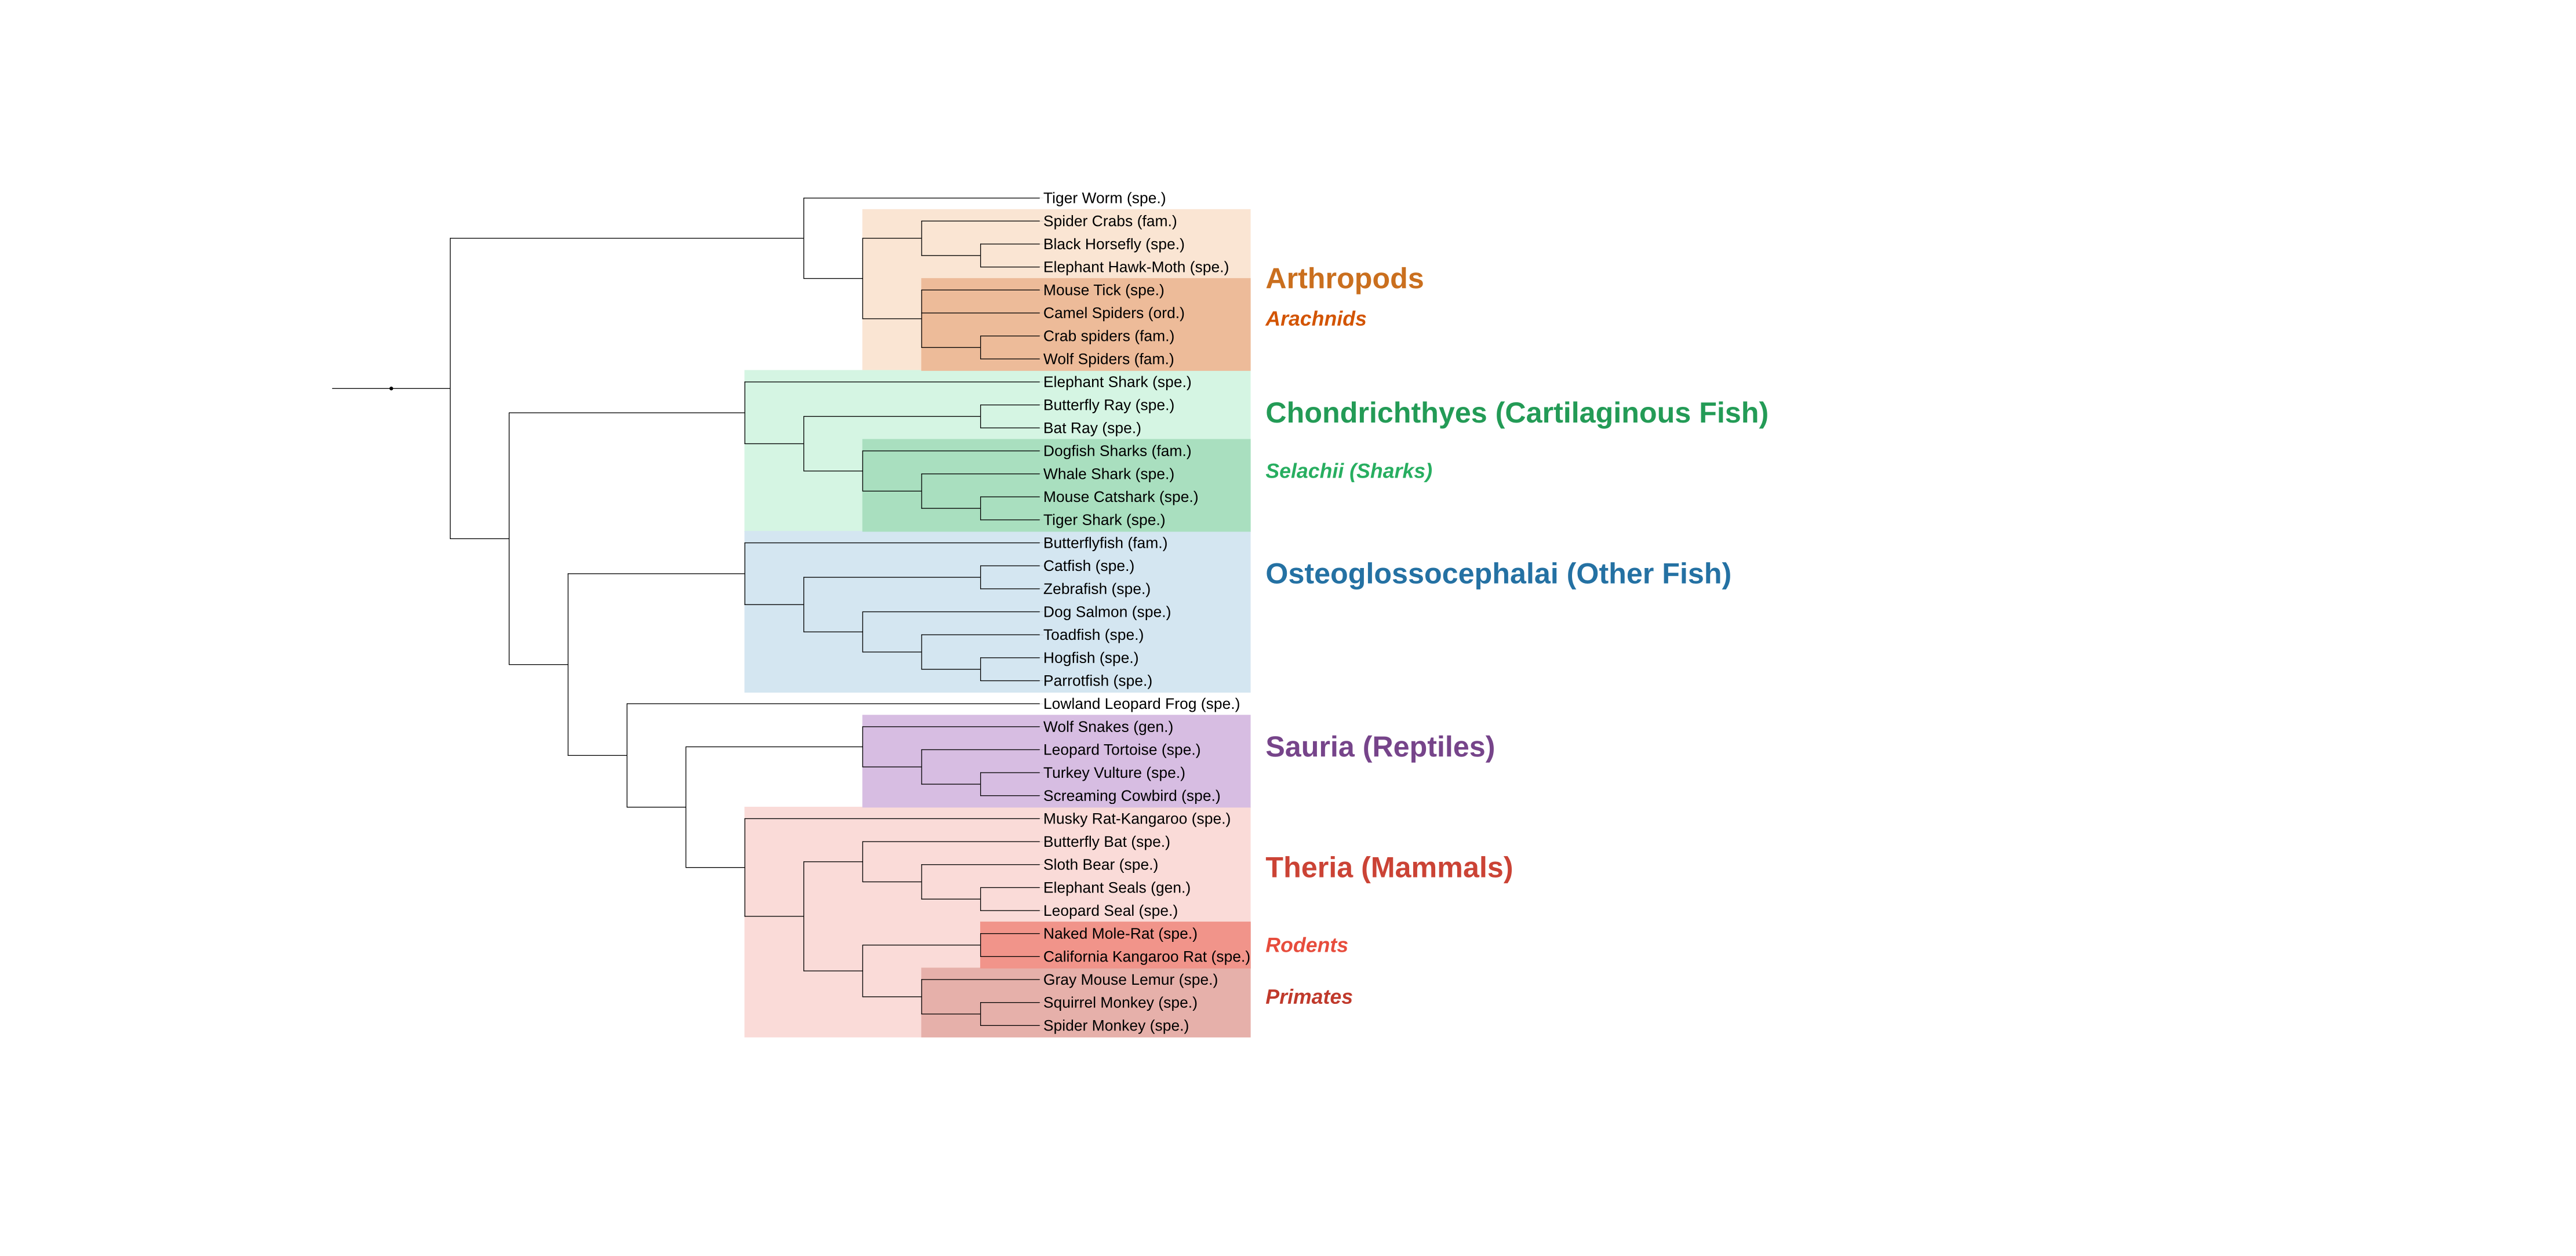 Tiger Worm (spe.)
Spider Crabs (fam.)
Black Horsefly (spe.)
Elephant Hawk-Moth (spe.)
Mouse Tick (spe.)
Camel Spiders (ord.)
Crab spiders (fam.)
Wolf Spiders (fam.)
Elephant Shark (spe.)
Butterfly Ray (spe.)
Bat Ray (spe.)
Dogfish Sharks (fam.)
Whale Shark (spe.)
Mouse Catshark (spe.)
Tiger Shark (spe.)
Butterflyfish (fam.)
Catfish (spe.)
Zebrafish (spe.)
Dog Salmon (spe.)
Toadfish (spe.)
Hogfish (spe.)
Parrotfish (spe.)
Lowland Leopard Frog (spe.)
Wolf Snakes (gen.)
Leopard Tortoise (spe.)
Turkey Vulture (spe.)
Screaming Cowbird (spe.)
Musky Rat-Kangaroo (spe.)
Butterfly Bat (spe.)
Sloth Bear (spe.)
Elephant Seals (gen.)
Leopard Seal (spe.)
Naked Mole-Rat (spe.)
California Kangaroo Rat (spe.)
Gray Mouse Lemur (spe.)
Squirrel Monkey (spe.)
Spider Monkey (spe.)
Arthropods
Arachnids
Chondrichthyes (Cartilaginous Fish)
Selachii (Sharks)
Osteoglossocephalai (Other Fish)
Sauria (Reptiles)
Theria (Mammals)
Rodents
Primates